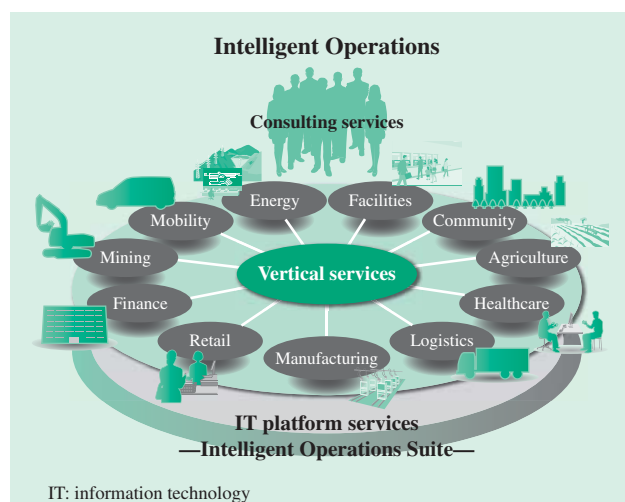 Intelligent Operations
Consulting services
Energy
Facilities
Mobility
Community
Mining
Vertical services
Agriculture
Finance
Healthcare
Retail
Manufacturing
Logistics
IT platform services
—Intelligent Operations Suite—
IT: information technology